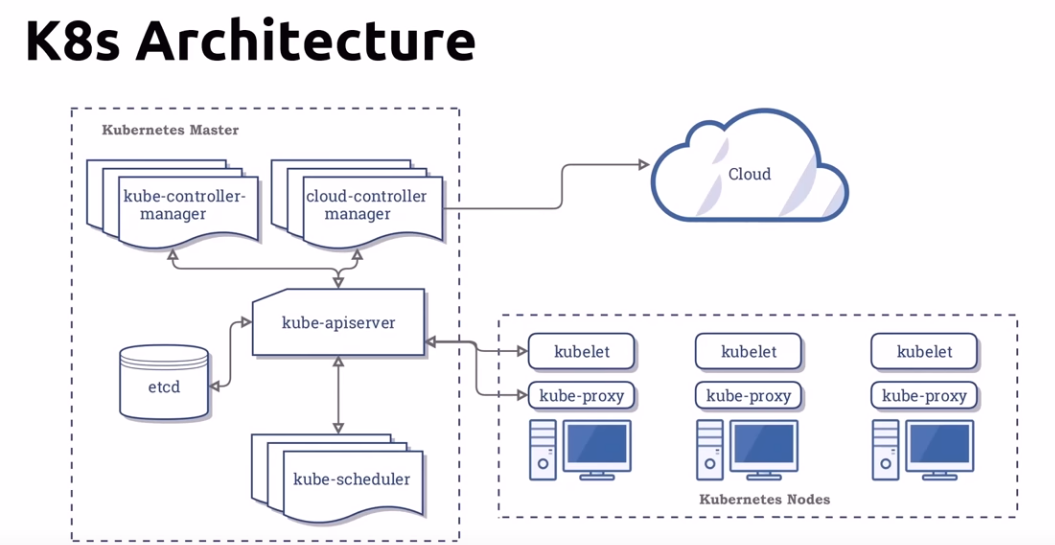 K8s Architecture
Kubernetes Master
kube-controller-
manager
cloud-controller
manager
Cloud
kube-apiserver
etcd
kube-scheduler
kubelet
kubelet
kubelet
kube-proxy
kube-proxy
kube-proxy
Kubernetes Nodes